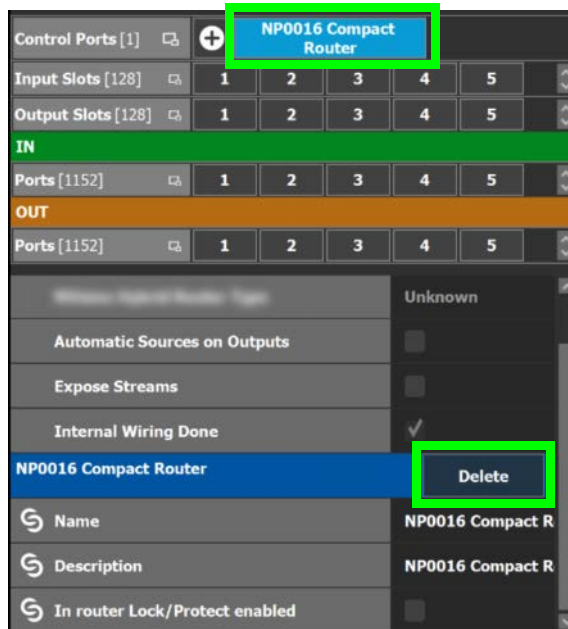 Control Ports [1] NP0016 Compact
Router
Input Slots [128] 1 2 3 4 5
Output Slots [128] 1 2 3 4 5
IN
Ports [1152] 1 2 3 4 5
OUT
Ports [1152] 1 2 3 4 5
Unknown
Automatic Sources on Outputs
Expose Streams
Internal Wiring Done
NP0016 Compact Router Delete
Name NP0016 Compact R
Description NP0016 Compact R
In router Lock/Protect enabled